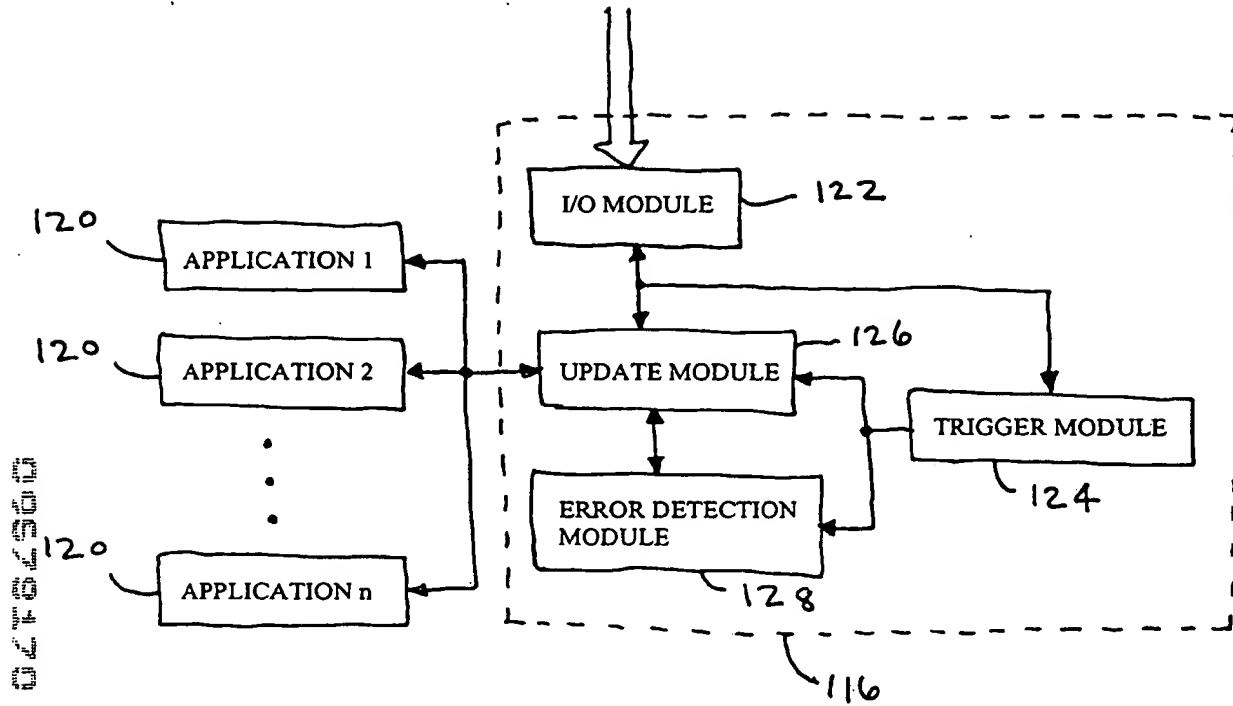 I/O MODULE
122
120
APPLICATION 1
120
APPLICATION 2
UPDATE MODULE
126
TRIGGER MODULE
124
ERROR DETECTION
MODULE
128
120
APPLICATION n
116